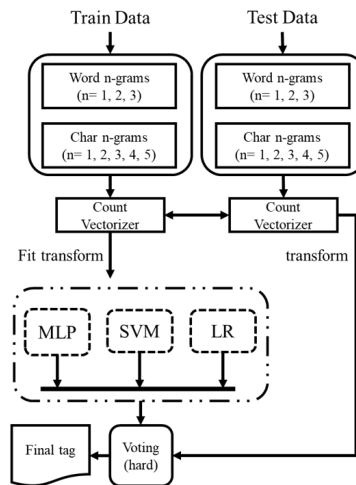 Train Data
Test Data
Word n-grams
(n= 1, 2, 3)
Word n-grams
(n= 1, 2, 3)
Char n-grams
(n= 1, 2, 3, 4, 5)
Char n-grams
(n= 1, 2, 3, 4, 5)
Count
Vectorizer
Count
Vectorizer
Fit transform
transform
MLP
SVM
LR
Final tag
Voting
(hard)